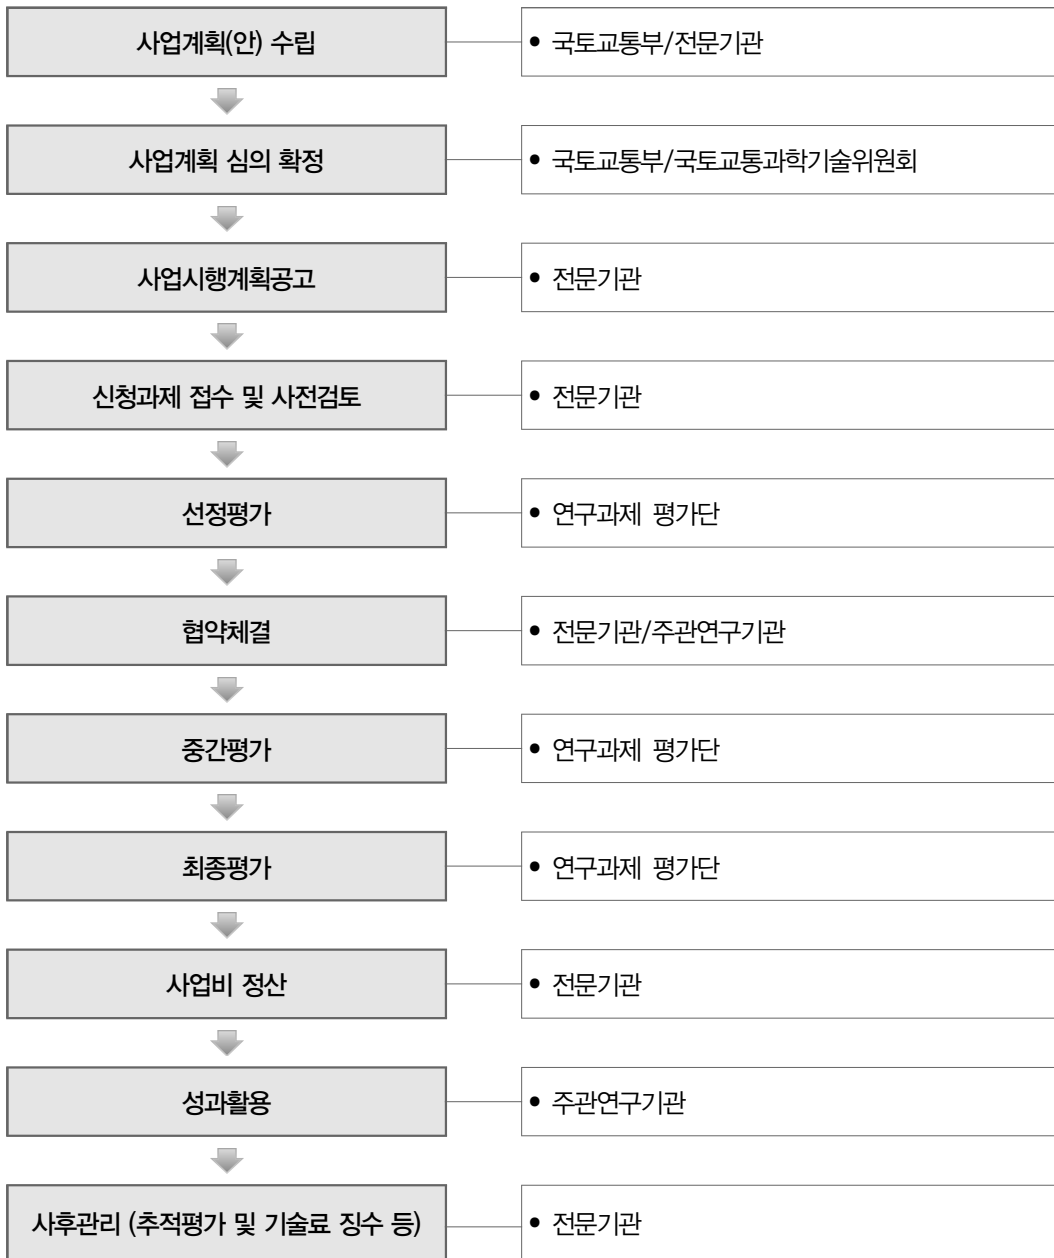 사업계획(안) 수립
• 국토교통부/전문기관
사업계획 심의 확정
• 국토교통부/국토교통과학기술위원회
사업시행계획공고
• 전문기관
신청과제 접수 및 사전검토
• 전문기관
선정평가
• 연구과제 평가단
협약체결
• 전문기관/주관연구기관
중간평가
• 연구과제 평가단
최종평가
• 연구과제 평가단
사업비 정산
• 전문기관
성과활용
• 주관연구기관
사후관리 (추적평가 및 기술료 징수 등)
• 전문기관